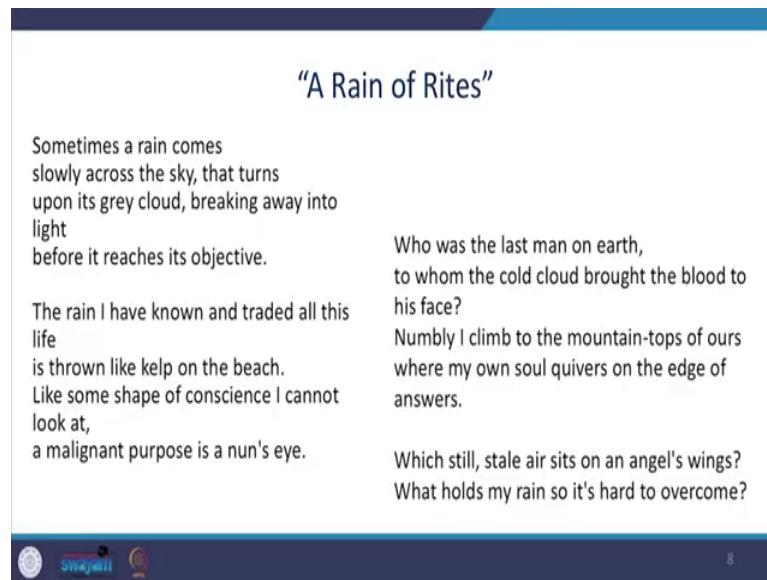 “A Rain of Rites”
Sometimes a rain comes
slowly across the sky, that turns
upon its grey cloud, breaking away into
light
before it reaches its objective.
The rain I have known and traded all this
life
is thrown like kelp on the beach.
Like some shape of conscience I cannot
look at,
a malignant purpose is a nun's eye.
Who was the last man on earth,
to whom the cold cloud brought the blood to
his face?
Numbly I climb to the mountain-tops of ours
where my own soul quivers on the edge of
answers.
Which still, stale air sits on an angel's wings?
What holds my rain so it's hard to overcome?
swayam
8